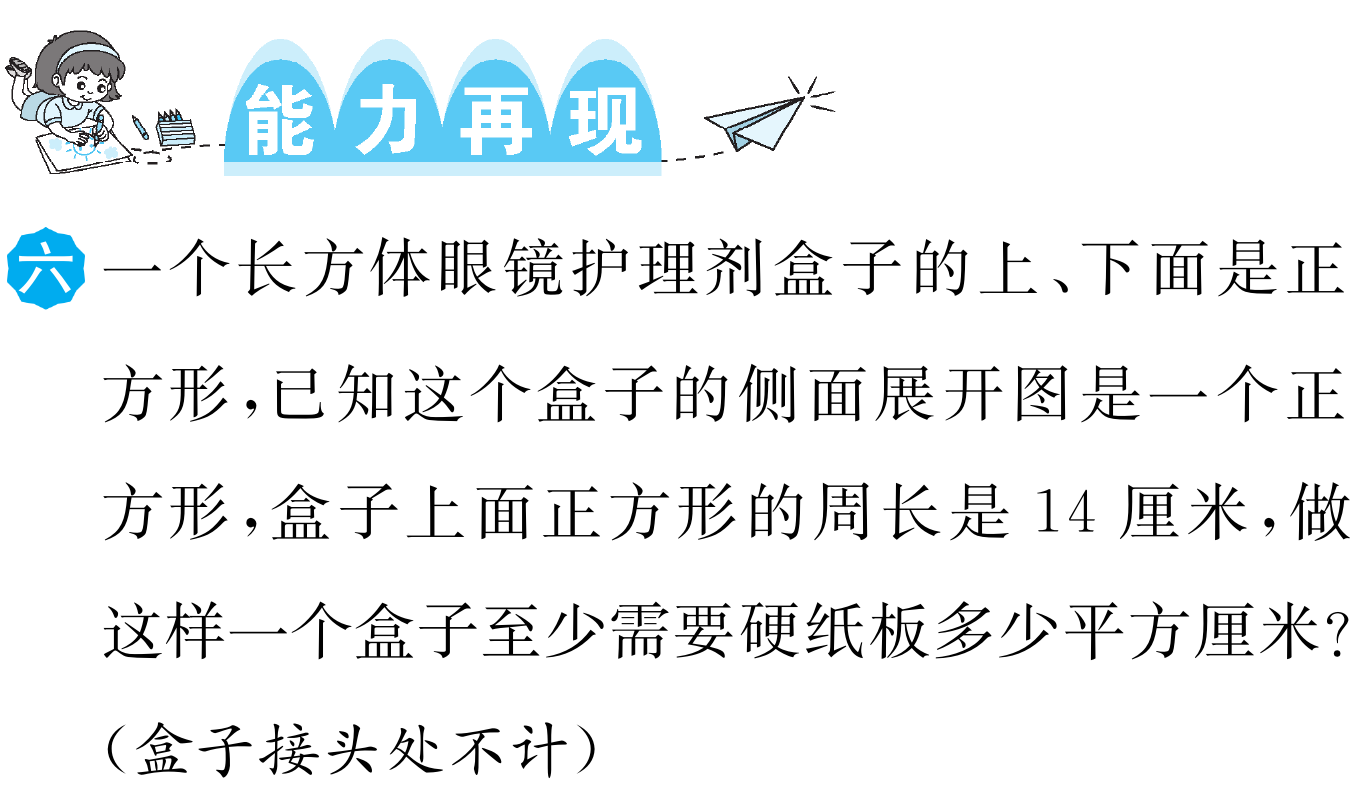 能力再现
六 一个长方体眼镜护理剂盒子的上、下面是正
方形,已知这个盒子的侧面展开图是一个正
方形,盒子上面正方形的周长是 14 厘米,做
这样一个盒子至少需要硬纸板多少平方厘米?
(盒子接头处不计)